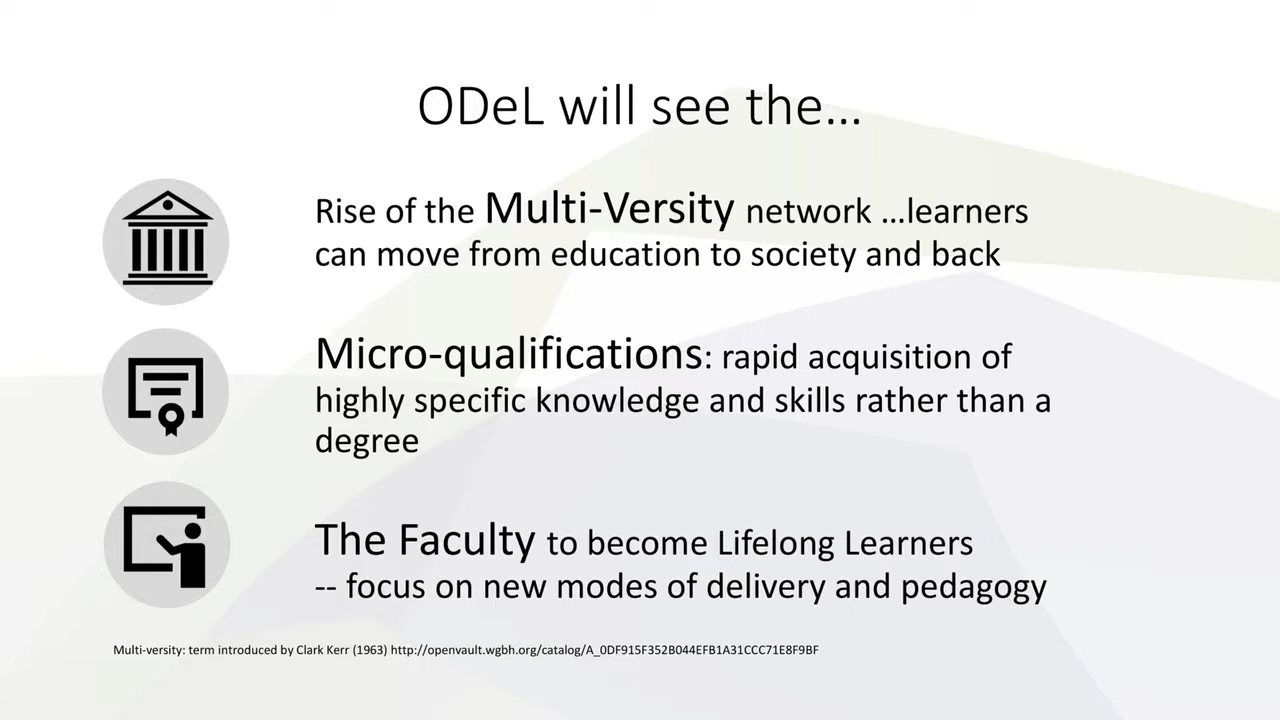 ODeL will see the...
Rise of the Multi-Versity network ...learners
can move from education to society and back
Micro-qualifications: rapid acquisition of
highly specific knowledge and skills rather than a
degree
The Faculty to become Lifelong Learners
-- focus on new modes of delivery and pedagogy
Multi-versity: term introduced by Clark Kerr (1963) http://openvault.wgbh.org/catalog/A_0DF915F352B044EFB1A31CCC71E8F9BF